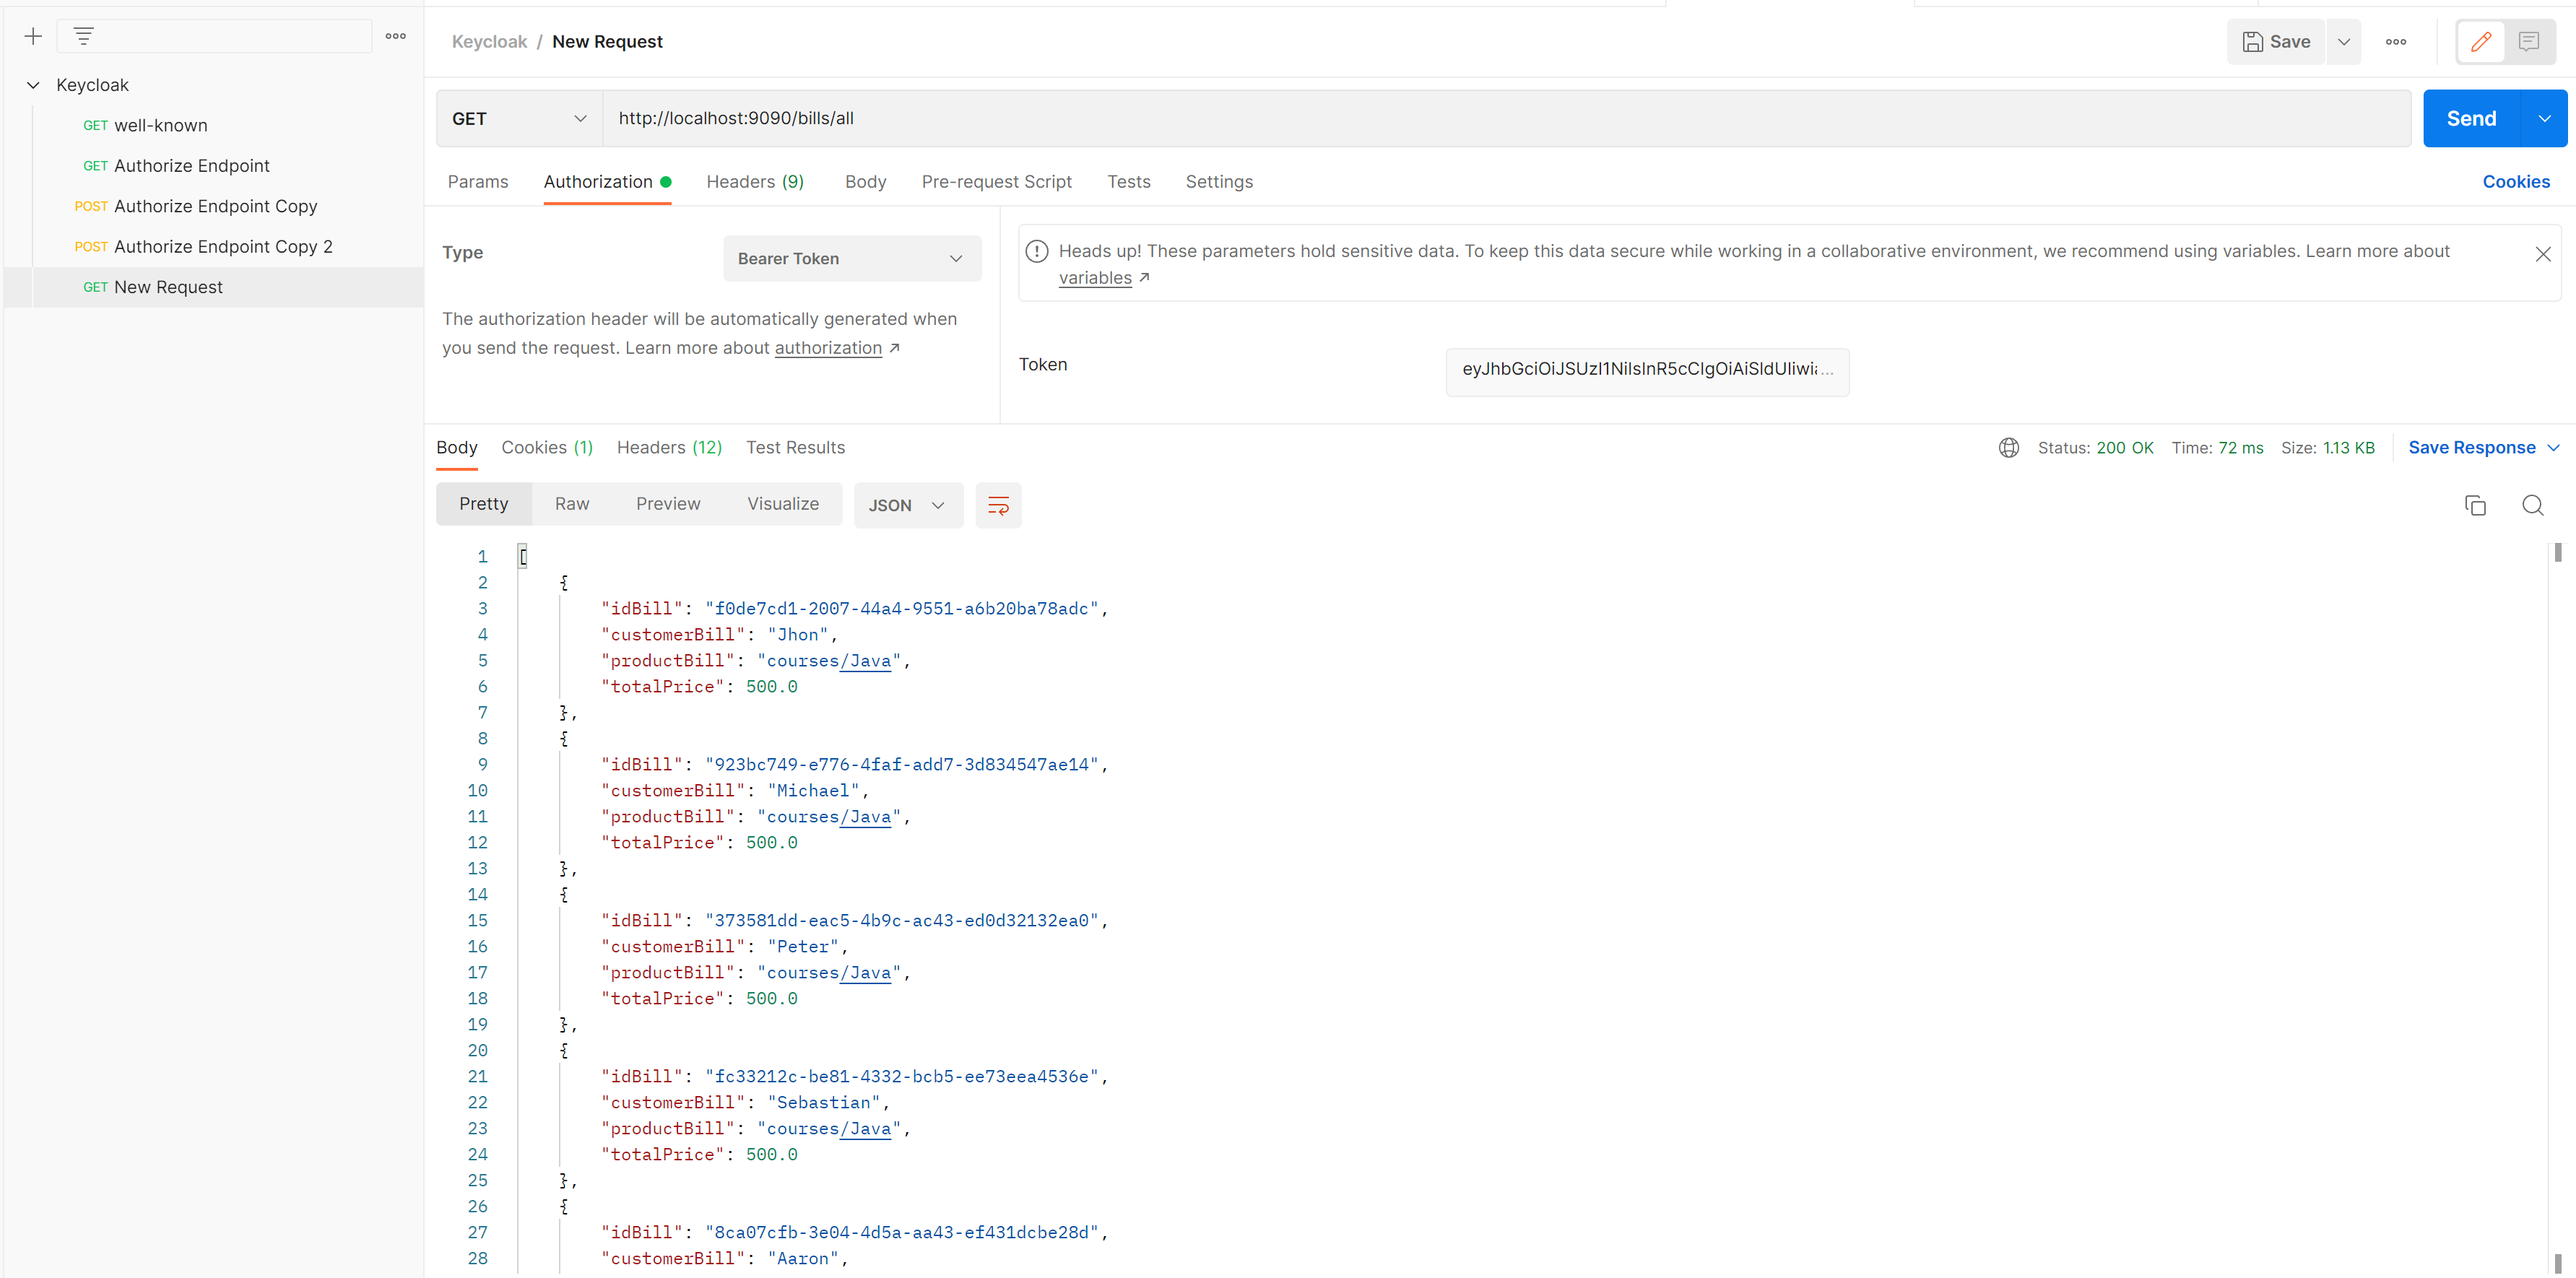 Keycloak
GET well-known
GET Authorize Endpoint
POST Authorize Endpoint Copy
POST Authorize Endpoint Copy 2
GET New Request
Keycloak / New Request
Save
GET http://localhost:9090/bills/all
Send
Params Authorization Headers (9) Body Pre-request Script Tests Settings Cookies
Type
Bearer Token
The authorization header will be automatically generated when
you send the request. Learn more about authorization ↗
Heads up! These parameters hold sensitive data. To keep this data secure while working in a collaborative environment, we recommend using variables. Learn more about
variables ↗
Token
eyJhbGciOiJSUzI1NiIsInR5cCIgOiAiSldUIiwia...
Body Cookies (1) Headers (12) Test Results
Status: 200 OK Time: 72 ms Size: 1.13 KB Save Response
Pretty Raw Preview Visualize JSON
1 [
2 {
3 "idBill": "f0de7cd1-2007-44a4-9551-a6b20ba78adc",
4 "customerBill": "Jhon",
5 "productBill": "courses/Java",
6 "totalPrice": 500.0
7 },
8 {
9 "idBill": "923bc749-e776-4faf-add7-3d834547ae14",
10 "customerBill": "Michael",
11 "productBill": "courses/Java",
12 "totalPrice": 500.0
13 },
14 {
15 "idBill": "373581dd-eac5-4b9c-ac43-ed0d32132ea0",
16 "customerBill": "Peter",
17 "productBill": "courses/Java",
18 "totalPrice": 500.0
19 },
20 {
21 "idBill": "fc33212c-be81-4332-bcb5-ee73eea4536e",
22 "customerBill": "Sebastian",
23 "productBill": "courses/Java",
24 "totalPrice": 500.0
25 },
26 {
27 "idBill": "8ca07cfb-3e04-4d5a-aa43-ef431dcbe28d",
28 "customerBill": "Aaron",